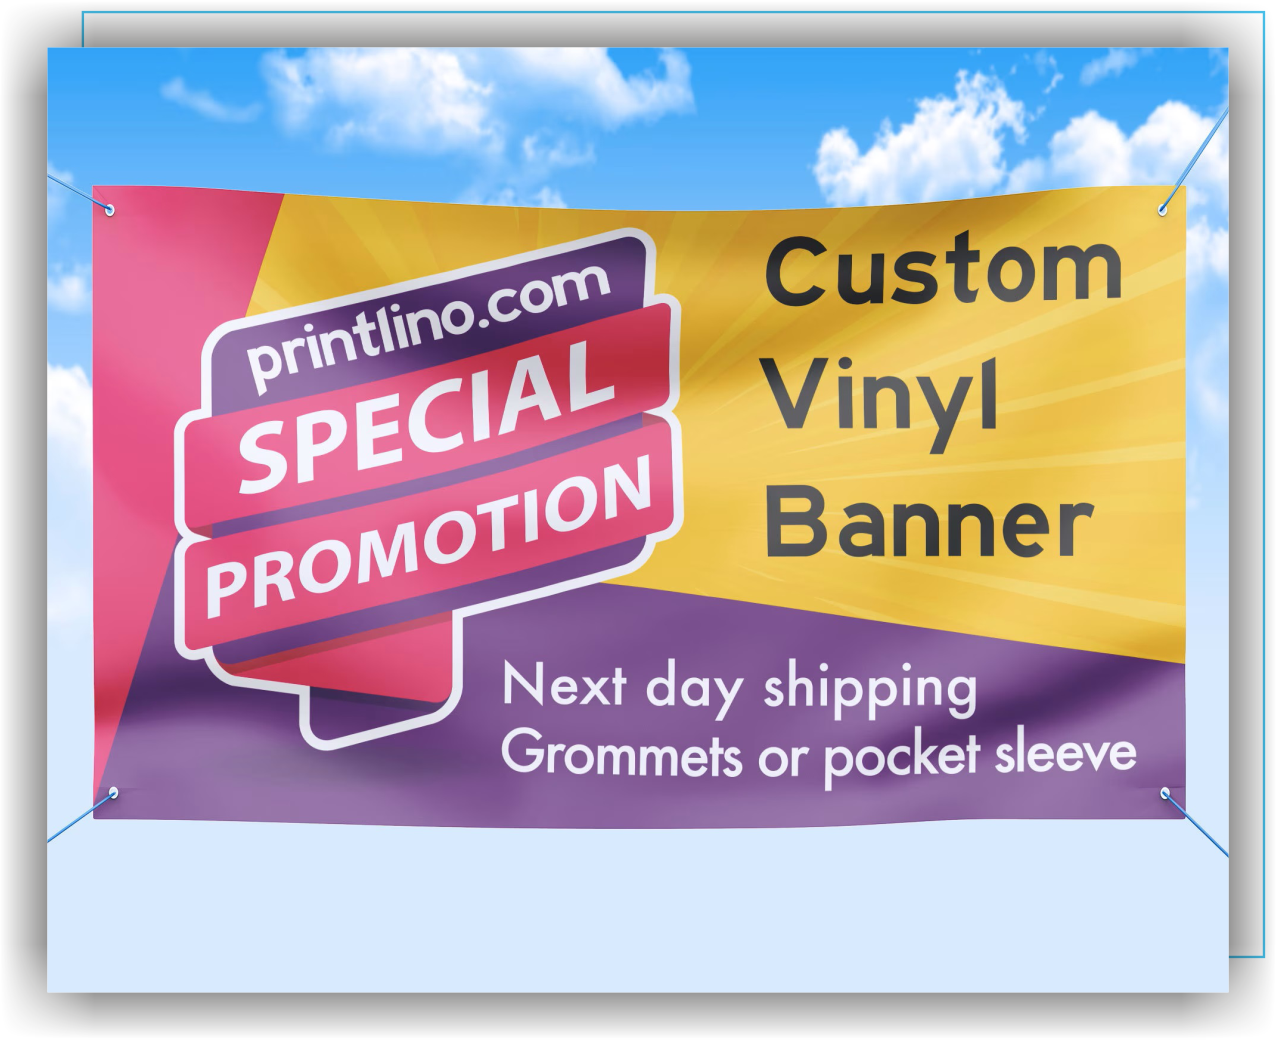 printlino.com
SPECIAL
PROMOTION
Custom
Vinyl
Banner
Next day shipping
Grommets or pocket sleeve